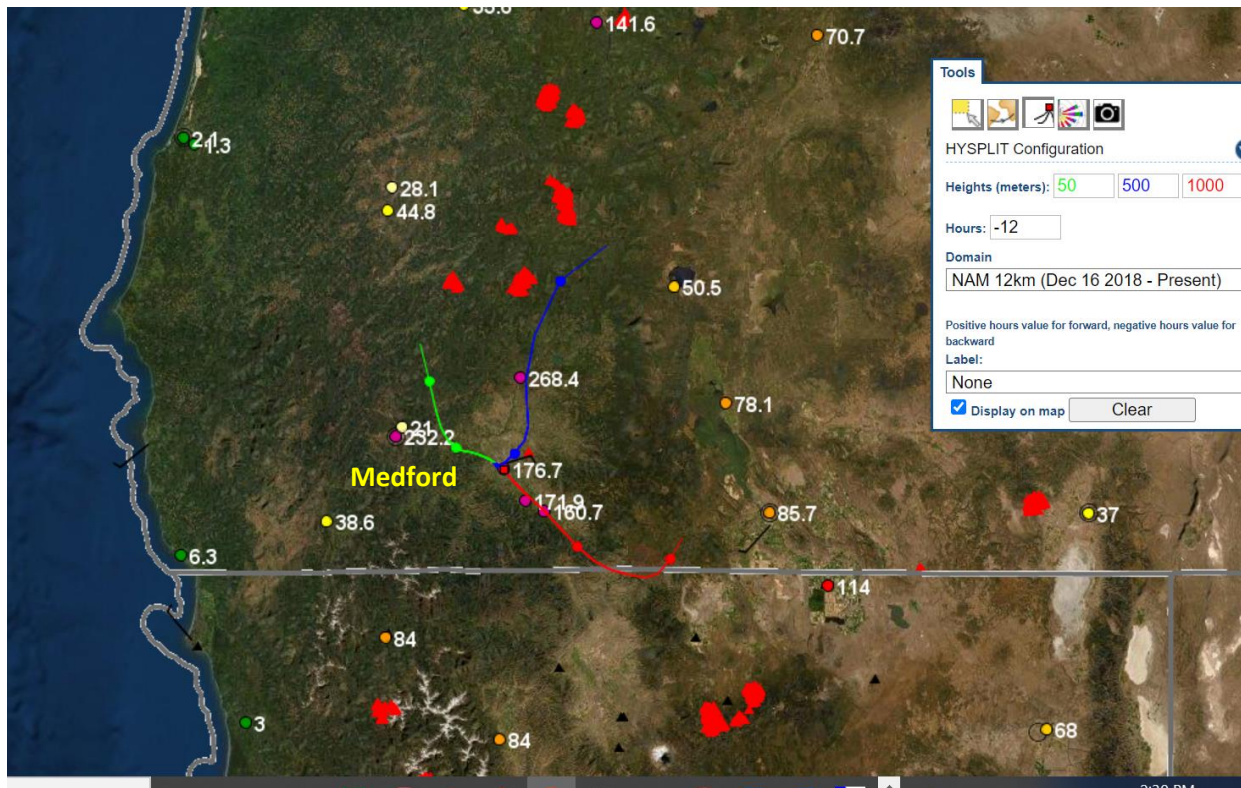 141.6
70.7
Tools
2.1
1.3
HYSPLIT Configuration
Heights (meters): 50 500 1000
28.1
44.8
Hours: -12
Domain
NAM 12km (Dec 16 2018 - Present)
50.5
Positive hours value for forward, negative hours value for
backward
Label:
None
268.4
78.1
Display on map Clear
21
232.2
Medford
176.7
171.9
160.7
38.6
85.7
37
6.3
114
84
3
84
68